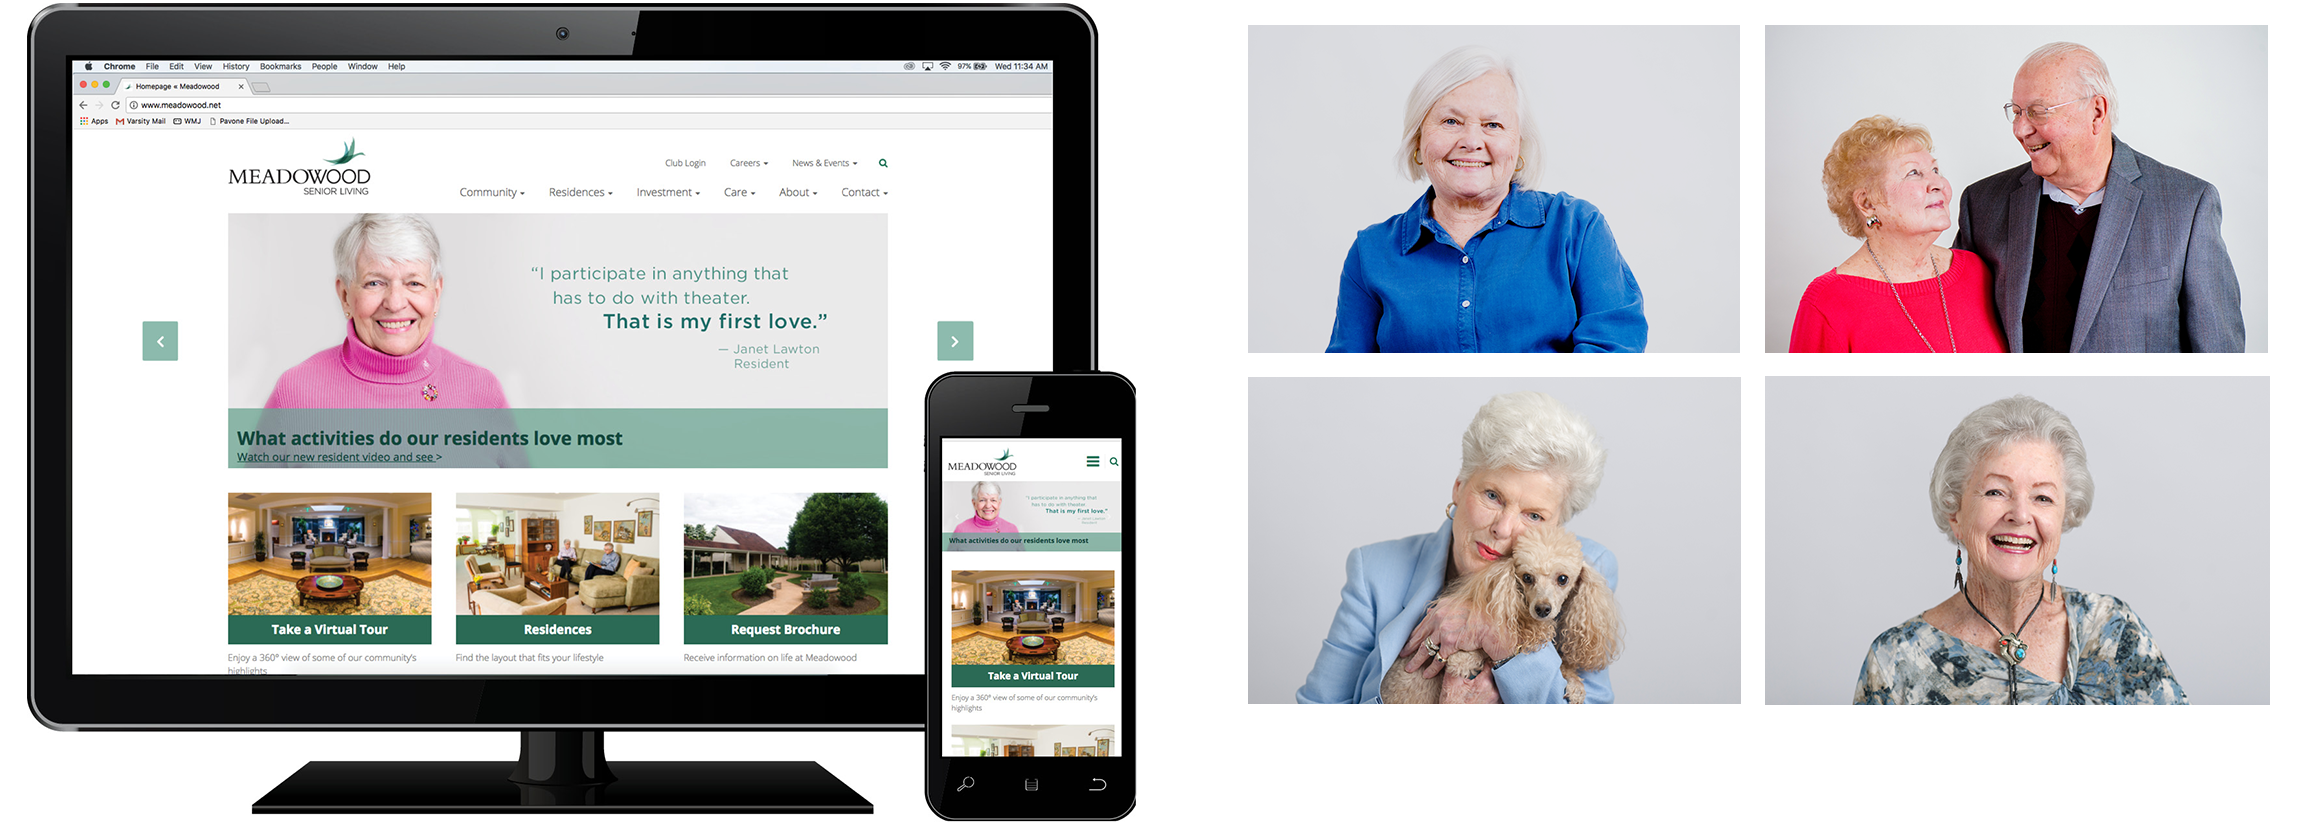 Chrome File Edit View History Bookmarks People Window Help
97% Wed 11:34 AM
Homepage « Meadowood
www.meadowood.net
Apps Varsity Mail WMJ Pavone File Upload...
MEADOWOOD
SENIOR LIVING
Club Login Careers News & Events
Community Residences Investment Care About Contact
“I participate in anything that
has to do with theater.
That is my first love.”
— Janet Lawton
Resident
What activities do our residents love most
Watch our new resident video and see >
Take a Virtual Tour
Enjoy a 360° view of some of our community's
highlights
Residences
Find the layout that fits your lifestyle
Request Brochure
Receive information on life at Meadowood
MEADOWOOD
SENIOR LIVING
“I participate in anything that
has to do with theater.
That is my first love.”
— Janet Lawton
Resident
What activities do our residents love most
Take a Virtual Tour
Enjoy a 360° view of some of our community's
highlights